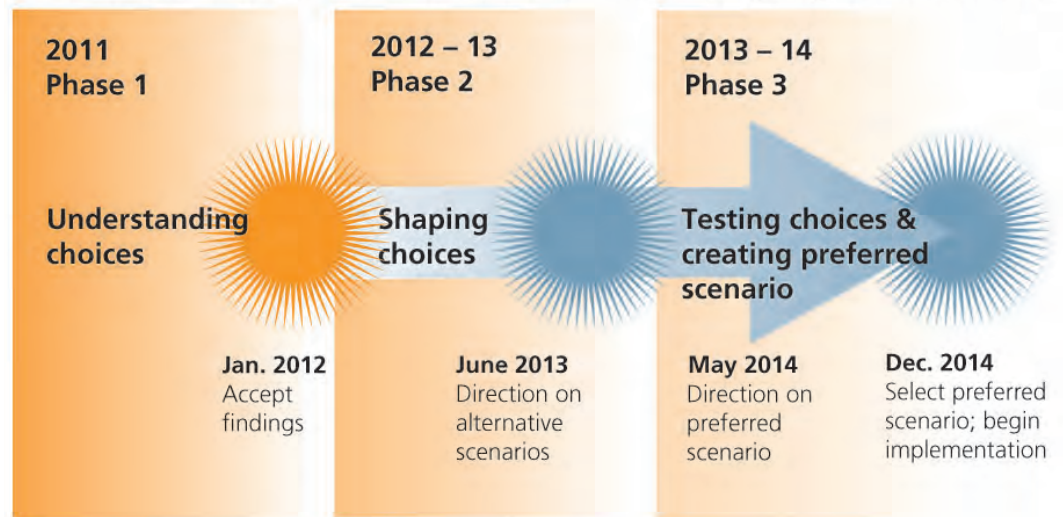 2011
Phase 1
2012 – 13
Phase 2
2013 – 14
Phase 3
Understanding
choices
Shaping
choices
Testing choices &
creating preferred
scenario
Jan. 2012
Accept
findings
June 2013
Direction on
alternative
scenarios
May 2014
Direction on
preferred
scenario
Dec. 2014
Select preferred
scenario; begin
implementation